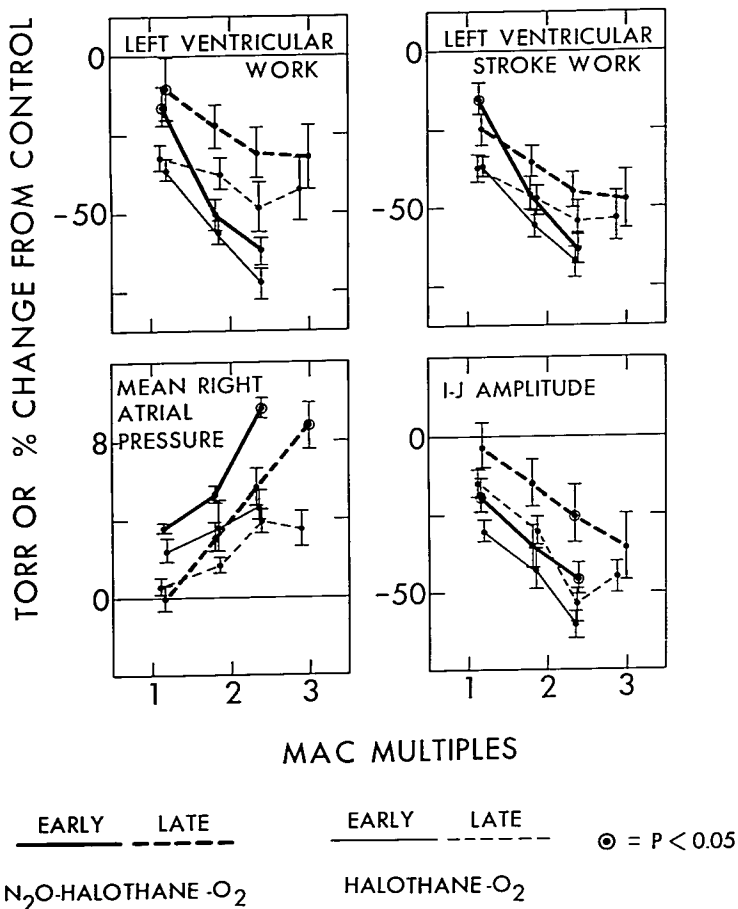 TORR OR % CHANGE FROM CONTROL
LEFT VENTRICULAR
WORK
0
-50
LEFT VENTRICULAR
STROKE WORK
0
-50
MEAN RIGHT
ATRIAL
PRESSURE
8
0
1 2 3
I-J AMPLITUDE
0
-50
1 2 3
MAC MULTIPLES
EARLY LATE
N₂O-HALOTHANE-O₂
EARLY LATE
HALOTHANE-O₂
⊙ = P < 0.05